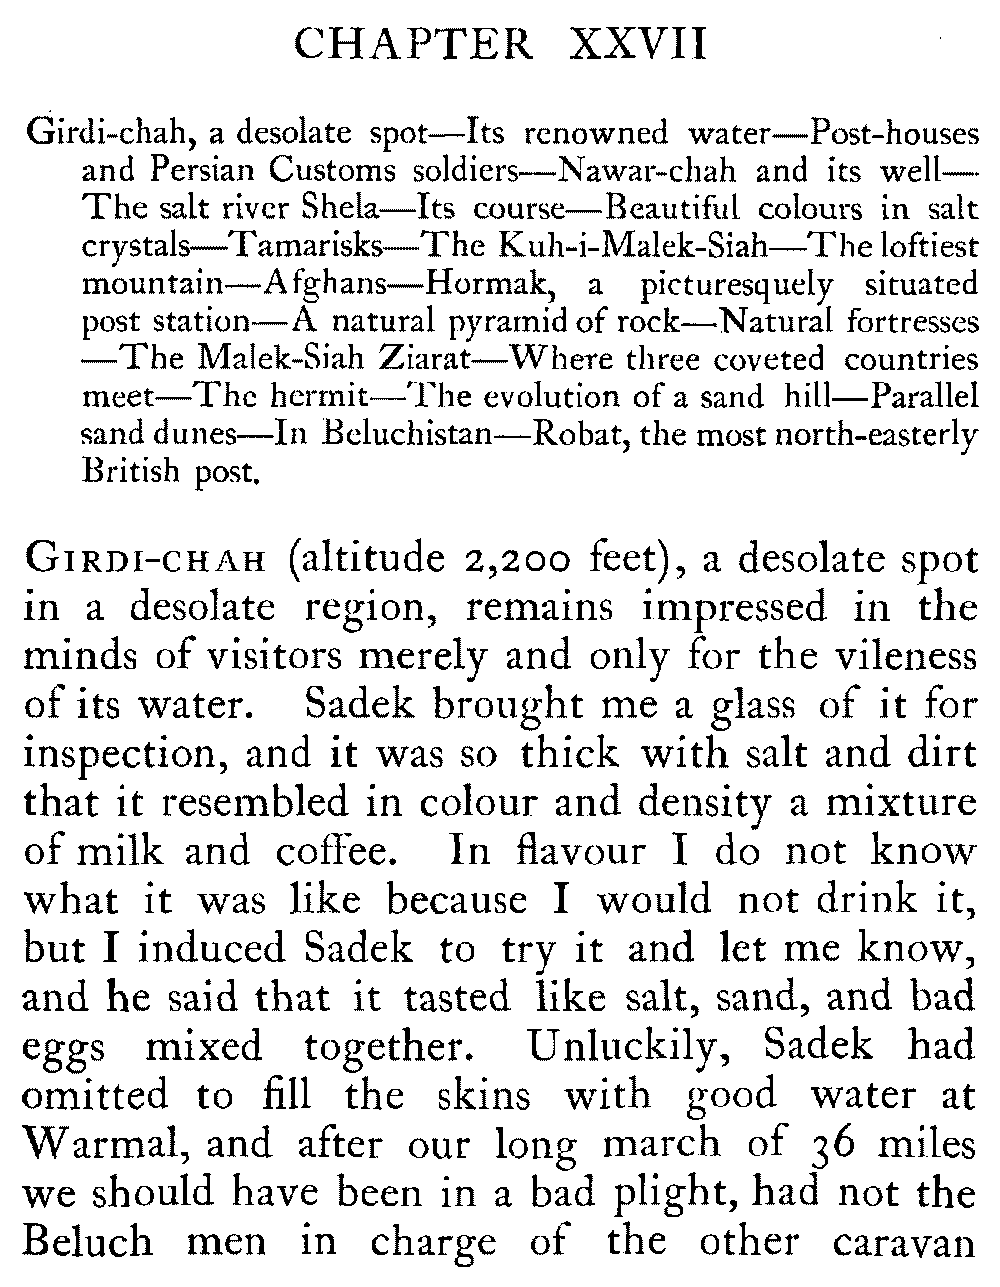 CHAPTER XXVII
Girdi-chah, a desolate spot—Its renowned water—Post-houses
and Persian Customs soldiers—Nawar-chah and its well—
The salt river Shela—Its course—Beautiful colours in salt
crystals—Tamarisks—The Kuh-i-Malek-Siah—The loftiest
mountain—Afghans—Hormak, a picturesquely situated
post station—A natural pyramid of rock—Natural fortresses
—The Malek-Siah Ziarat—Where three coveted countries
meet—The hermit—The evolution of a sand hill—Parallel
sand dunes—In Beluchistan—Robat, the most north-easterly
British post.
GIRDI-CHAH (altitude 2,200 feet), a desolate spot
in a desolate region, remains impressed in the
minds of visitors merely and only for the vileness
of its water. Sadek brought me a glass of it for
inspection, and it was so thick with salt and dirt
that it resembled in colour and density a mixture
of milk and coffee. In flavour I do not know
what it was like because I would not drink it,
but I induced Sadek to try it and let me know,
and he said that it tasted like salt, sand, and bad
eggs mixed together. Unluckily, Sadek had
omitted to fill the skins with good water at
Warmal, and after our long march of 36 miles
we should have been in a bad plight, had not the
Beluch men in charge of the other caravan